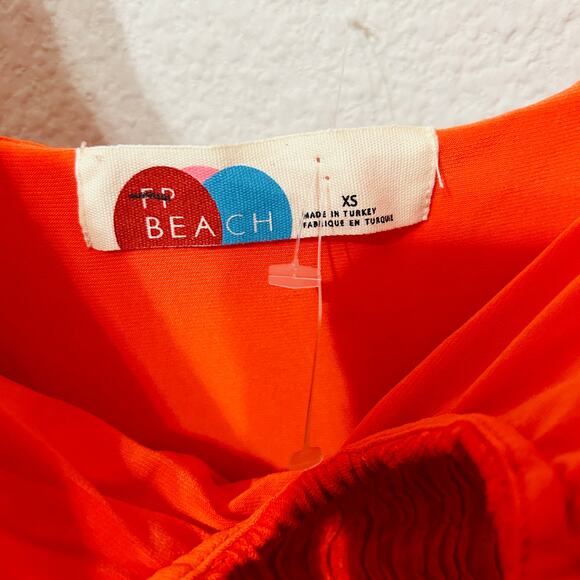 FP
BEACH
XS
MADE IN TURKEY
FABRIQUE EN TURQUIE